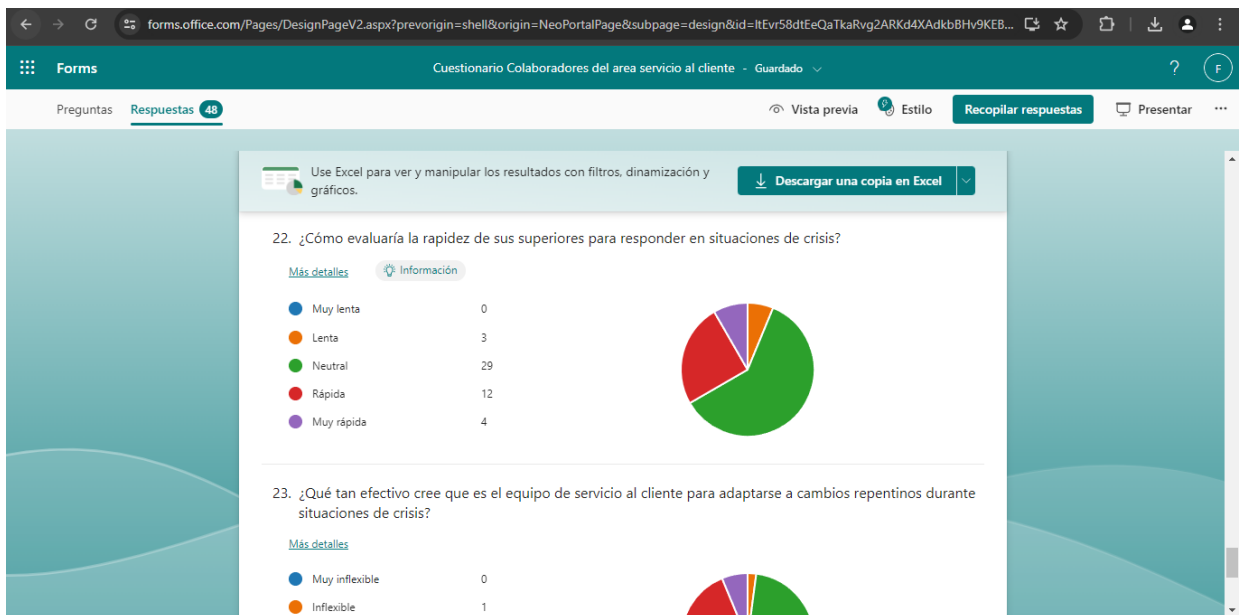 forms.office.com/Pages/DesignPageV2.aspx?prevorigin=shell&origin=NeoPortalPage&subpage=design&id=ltEvr58dtEeQaTkaRvg2ARKd4XAdkbBHv9KEB...
Forms
Cuestionario Colaboradores del area servicio al cliente - Guardado
?
F
Preguntas
Respuestas 48
Vista previa
Estilo
Recopilar respuestas
Presentar
...
Use Excel para ver y manipular los resultados con filtros, dinamización y
gráficos.
Descargar una copia en Excel
22. ¿Cómo evaluaría la rapidez de sus superiores para responder en situaciones de crisis?
Más detalles
Información
Muy lenta 0
Lenta 3
Neutral 29
Rápida 12
Muy rápida 4
23. ¿Qué tan efectivo cree que es el equipo de servicio al cliente para adaptarse a cambios repentinos durante
situaciones de crisis?
Más detalles
Muy inflexible 0
Inflexible 1